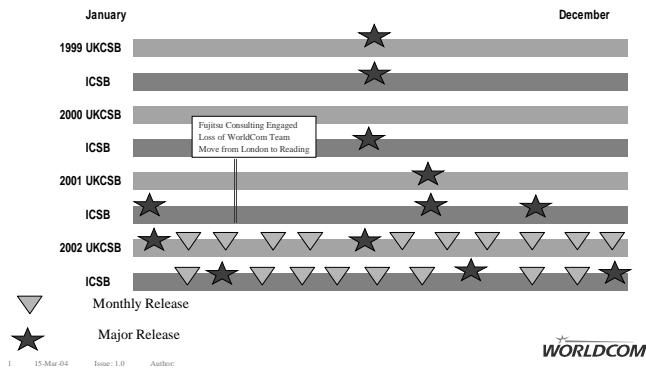 January December
1999 UKCSB
ICSB
2000 UKCSB
Fujitsu Consulting Engaged
Loss of WorldCom Team
Move from London to Reading
ICSB
2001 UKCSB
ICSB
2002 UKCSB
ICSB
Monthly Release
Major Release
1 15-Mar-04 Issue: 1.0 Author:
WORLDCOM